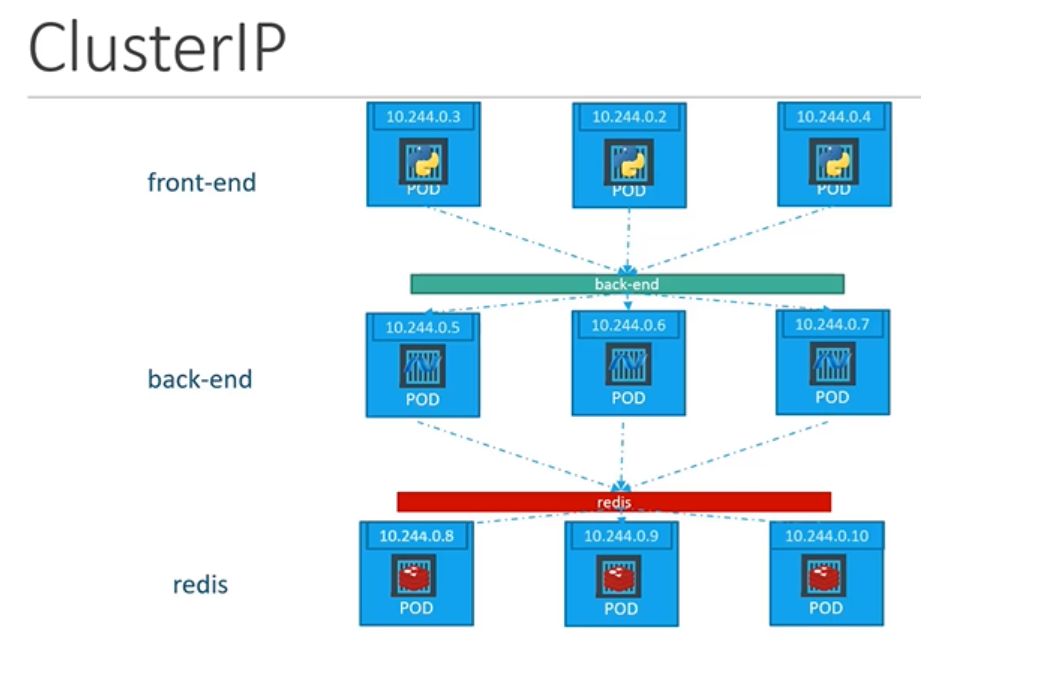 ClusterIP
10.244.0.3
10.244.0.2
10.244.0.4
front-end
POD
POD
POD
back-end
10.244.0.5
10.244.0.6
10.244.0.7
back-end
POD
POD
POD
redis
10.244.0.8
10.244.0.9
10.244.0.10
redis
POD
POD
POD